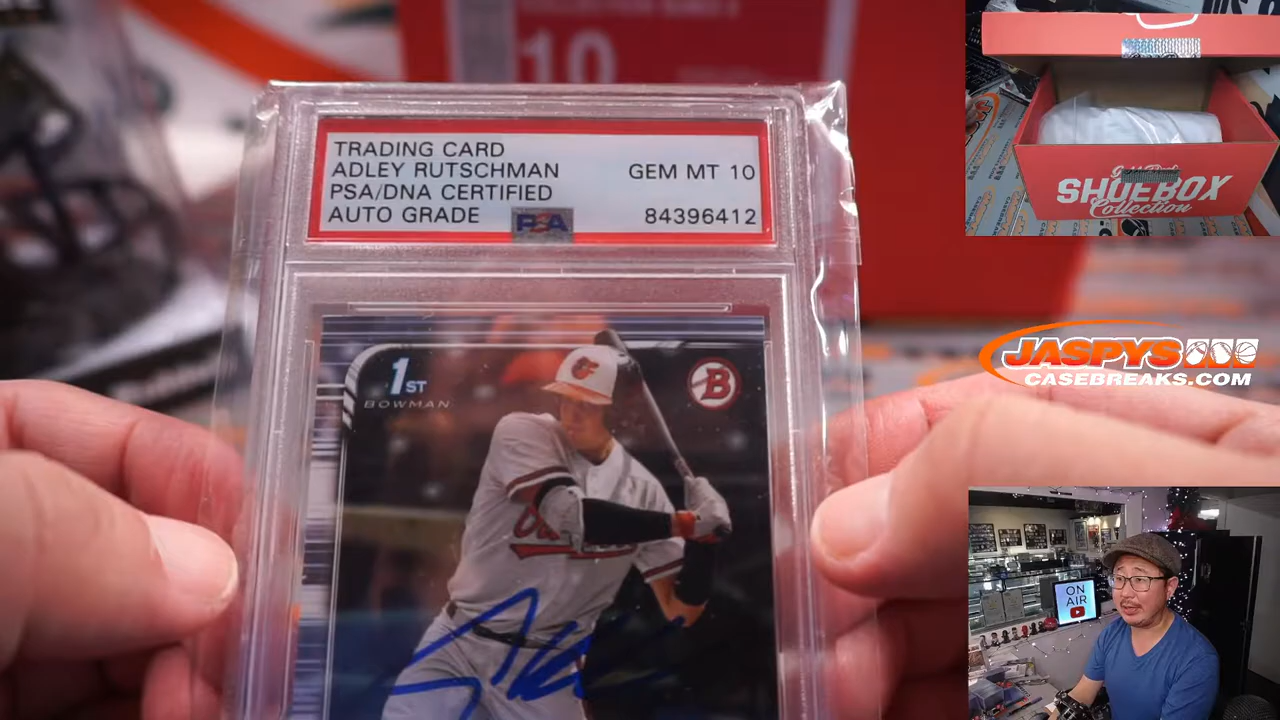 10
TRADING CARD
ADLEY RUTSCHMAN
PSA/DNA CERTIFIED
AUTO GRADE
GEM MT 10
PSA
84396412
1ST
BOWMAN
B
SHOEBOX
Collection
JASPYS
CASEBREAKS.COM
ON
AIR